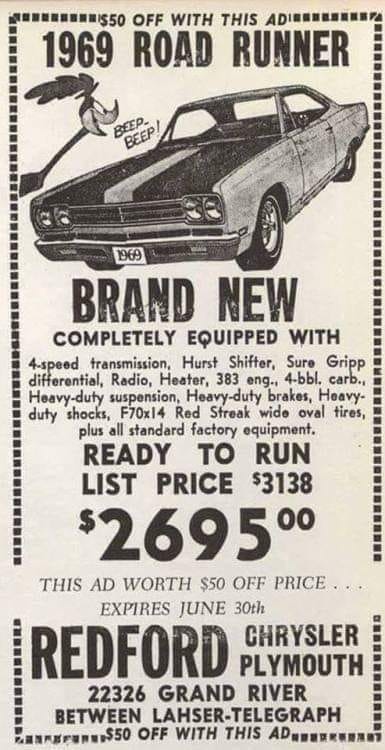 $50 OFF WITH THIS AD
1969 ROAD RUNNER
BEEP-
BEEP!
1969
BRAND NEW
COMPLETELY EQUIPPED WITH
4-speed transmission, Hurst Shifter, Sure Gripp
differential, Radio, Heater, 383 eng., 4-bbl. carb.,
Heavy-duty suspension, Heavy-duty brakes, Heavy-
duty shocks, F70x14 Red Streak wide oval tires,
plus all standard factory equipment.
READY TO RUN
LIST PRICE $3138
$2695 00
THIS AD WORTH $50 OFF PRICE . . .
EXPIRES JUNE 30th
REDFORD CHRYSLER
PLYMOUTH
22326 GRAND RIVER
BETWEEN LAHSER-TELEGRAPH
$50 OFF WITH THIS AD